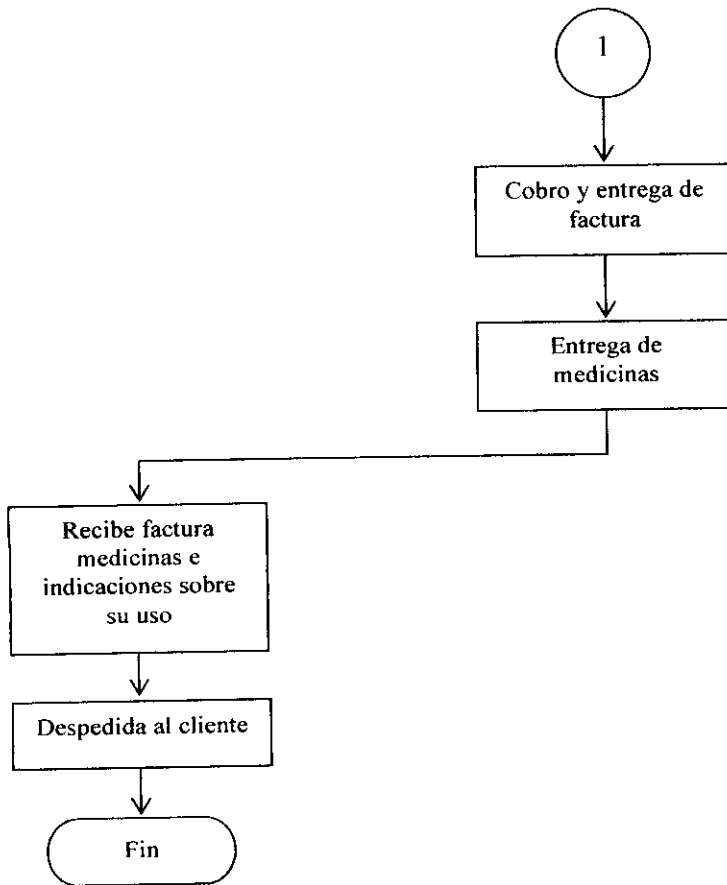 1
Cobro y entrega de
factura
Entrega de
medicinas
Recibe factura
medicinas e
indicaciones sobre
su uso
Despedida al cliente
Fin